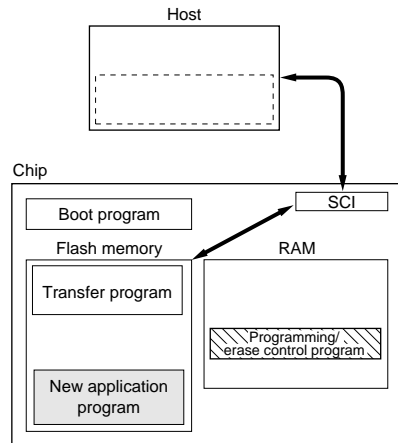 Host
Chip
SCI
Boot program
Flash memory
RAM
Transfer program
Programming/
erase control program
New application
program